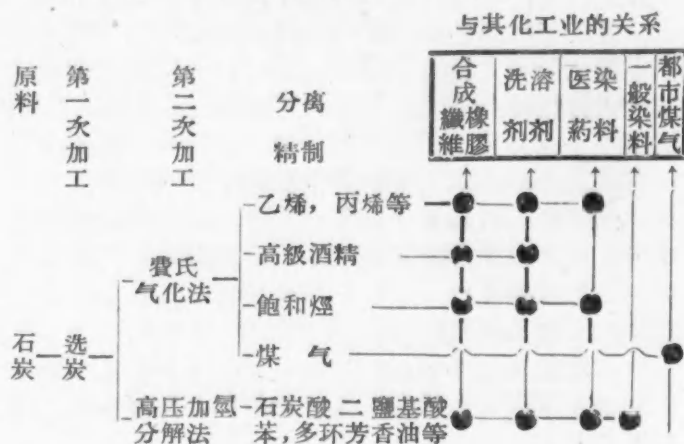 与其化工业的关系
原料
第一次加工
第二次加工
分离
精制
合
成
纖橡
維膠
洗溶
剂剂
医染
葯料
一般染料
都市煤气
石炭
选炭
費氏
气化法
高压加氫
分解法
乙烯，丙烯等
高級酒精
飽和烴
煤气
石炭酸二鹽基酸
苯，多环芳香油等